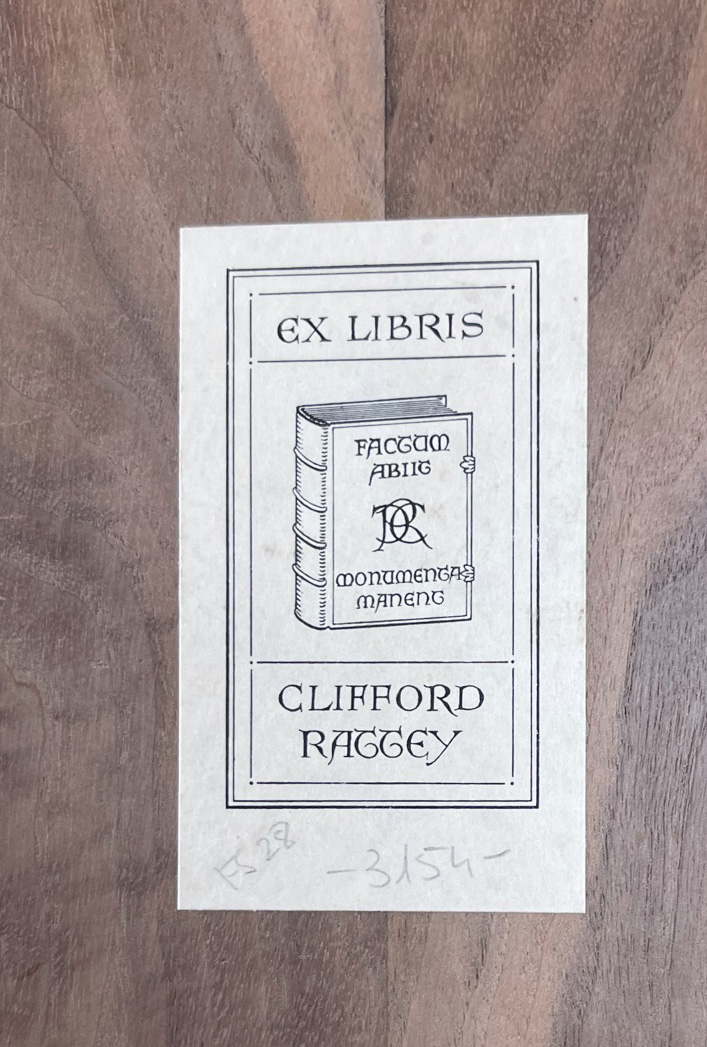 EX LIBRIS
FACTUM
ABIIT
MONUMENTA
MANENT
CLIFFORD
RATTEY
-3154-